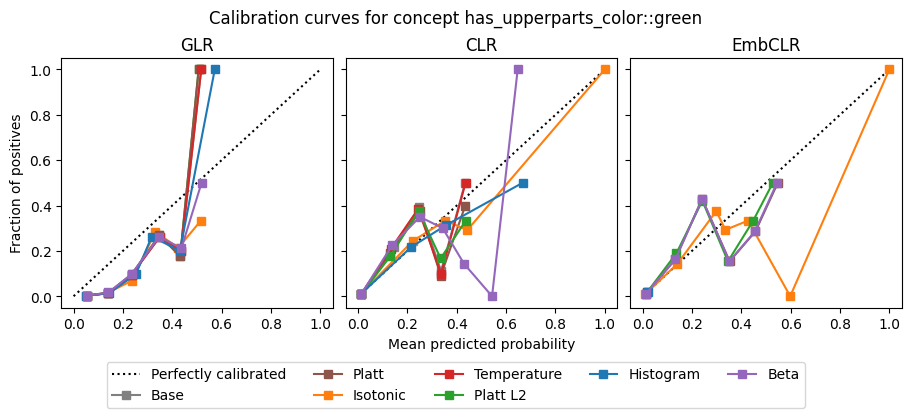 Calibration curves for concept has_upperparts_color::green
GLR
CLR
EmbCLR
Fraction of positives
1.0
0.8
0.6
0.4
0.2
0.0
0.0 0.2 0.4 0.6 0.8 1.0
0.0 0.2 0.4 0.6 0.8 1.0
0.0 0.2 0.4 0.6 0.8 1.0
Mean predicted probability
Perfectly calibrated Platt Temperature Histogram Beta
Base Isotonic Platt L2